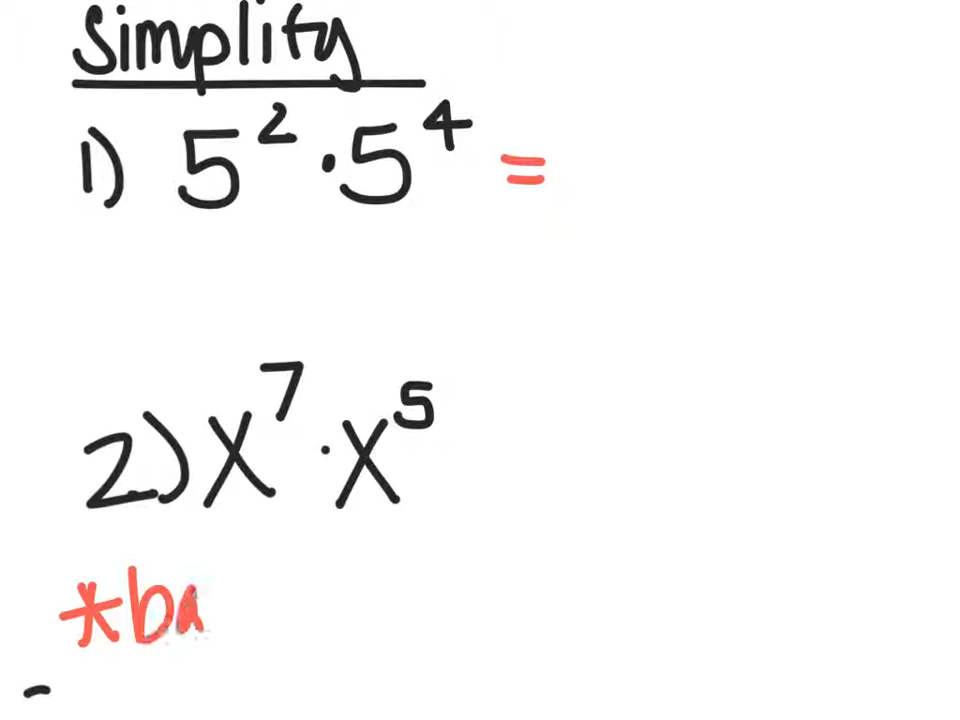 Simplify
1) 5² · 5⁴ =
2) x⁷ · x⁵
*ba